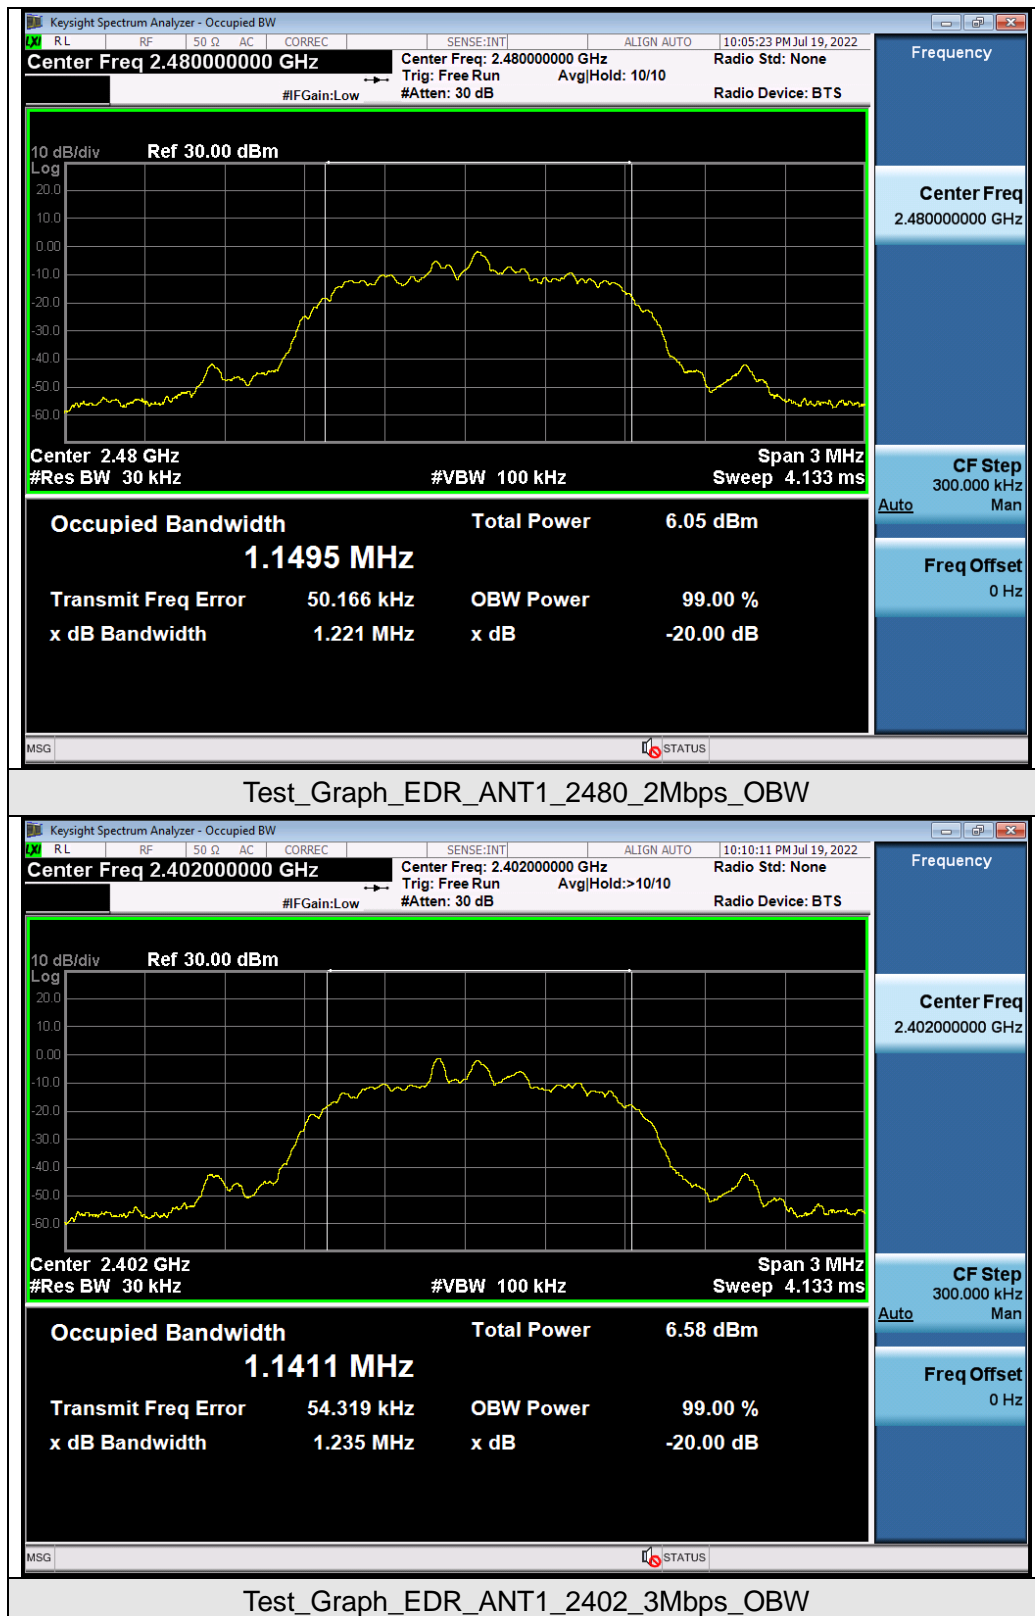 Keysight Spectrum Analyzer - Occupied BW
LXI RL RF 50 Ω AC CORREC SENSE:INT ALIGN AUTO 10:05:23 PM Jul 19, 2022
Center Freq 2.480000000 GHz
Center Freq: 2.480000000 GHz Radio Std: None
Trig: Free Run Avg|Hold: 10/10
#IFGain:Low #Atten: 30 dB Radio Device: BTS
Frequency
10 dB/div Ref 30.00 dBm
Log
20.0
10.0
0.00
-10.0
-20.0
-30.0
-40.0
-50.0
-60.0
Center 2.48 GHz Span 3 MHz
#Res BW 30 kHz #VBW 100 kHz Sweep 4.133 ms
Center Freq
2.480000000 GHz
CF Step
300.000 kHz
Auto Man
Freq Offset
0 Hz
Occupied Bandwidth Total Power 6.05 dBm
1.1495 MHz
Transmit Freq Error 50.166 kHz OBW Power 99.00 %
x dB Bandwidth 1.221 MHz x dB -20.00 dB
MSG STATUS
Test_Graph_EDR_ANT1_2480_2Mbps_OBW
Keysight Spectrum Analyzer - Occupied BW
LXI RL RF 50 Ω AC CORREC SENSE:INT ALIGN AUTO 10:10:11 PM Jul 19, 2022
Center Freq 2.402000000 GHz
Center Freq: 2.402000000 GHz Radio Std: None
Trig: Free Run Avg|Hold:>10/10
#IFGain:Low #Atten: 30 dB Radio Device: BTS
Frequency
10 dB/div Ref 30.00 dBm
Log
20.0
10.0
0.00
-10.0
-20.0
-30.0
-40.0
-50.0
-60.0
Center 2.402 GHz Span 3 MHz
#Res BW 30 kHz #VBW 100 kHz Sweep 4.133 ms
Center Freq
2.402000000 GHz
CF Step
300.000 kHz
Auto Man
Freq Offset
0 Hz
Occupied Bandwidth Total Power 6.58 dBm
1.1411 MHz
Transmit Freq Error 54.319 kHz OBW Power 99.00 %
x dB Bandwidth 1.235 MHz x dB -20.00 dB
MSG STATUS
Test_Graph_EDR_ANT1_2402_3Mbps_OBW